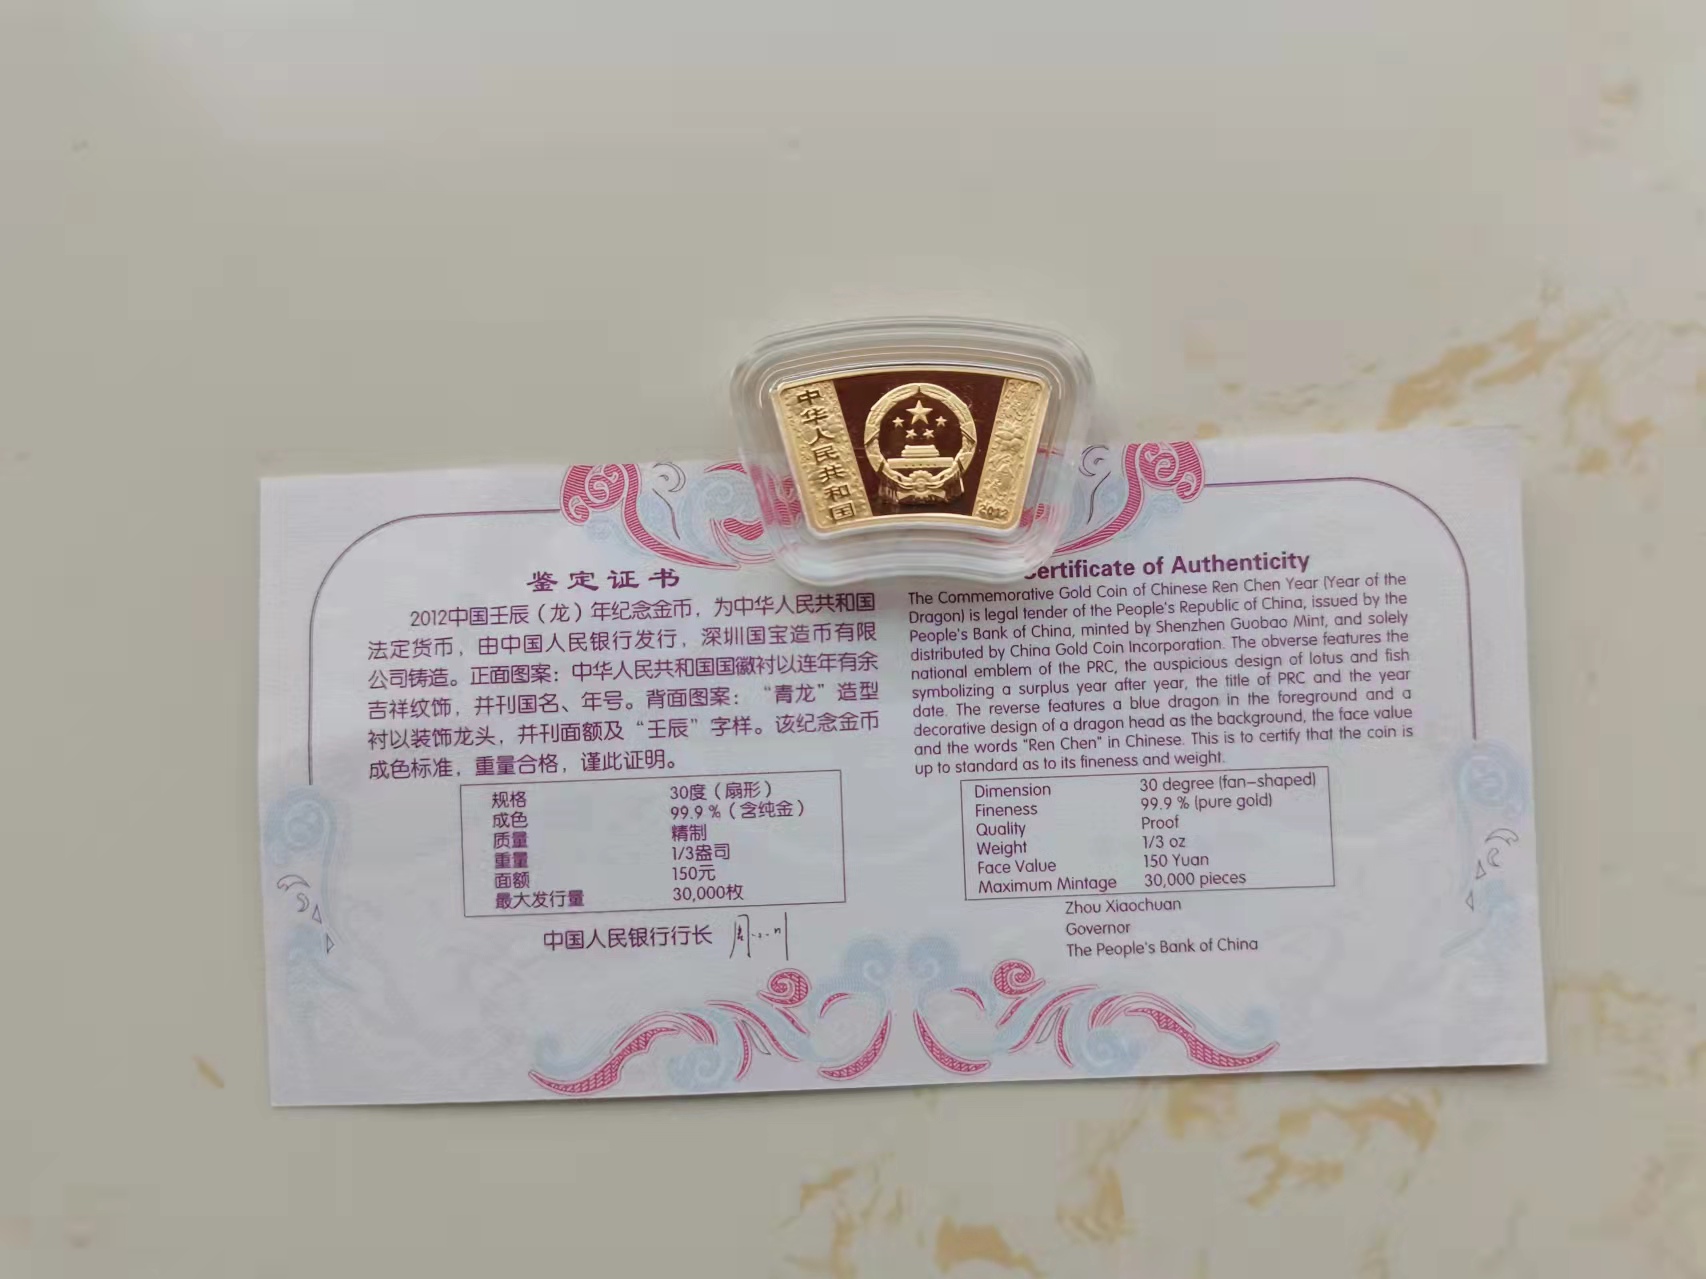 中华人民共和国
2012
鉴定证书
2012中国壬辰（龙）年纪念金币，为中华人民共和国
法定货币，由中国人民银行发行，深圳国宝造币有限
公司铸造。正面图案：中华人民共和国国徽衬以连年有余
吉祥纹饰，并刊国名、年号。背面图案：“青龙”造型
衬以装饰龙头，并刊面额及“壬辰”字样。该纪念金币
成色标准，重量合格，谨此证明。
规格 30度（扇形）
成色 99.9％（含纯金）
质量 精制
重量 1/3盎司
面额 150元
最大发行量 30,000枚
中国人民银行行长
ertificate of Authenticity
The Commemorative Gold Coin of Chinese Ren Chen Year (Year of the
Dragon) is legal tender of the People's Republic of China, issued by the
People's Bank of China, minted by Shenzhen Guobao Mint, and solely
distributed by China Gold Coin Incorporation. The obverse features the
national emblem of the PRC, the auspicious design of lotus and fish
symbolizing a surplus year after year, the title of PRC and the year
date. The reverse features a blue dragon in the foreground and a
decorative design of a dragon head as the background, the face value
and the words "Ren Chen" in Chinese. This is to certify that the coin is
up to standard as to its fineness and weight.
Dimension 30 degree (fan-shaped)
Fineness 99.9 % (pure gold)
Quality Proof
Weight 1/3 oz
Face Value 150 Yuan
Maximum Mintage 30,000 pieces
Zhou Xiaochuan
Governor
The People's Bank of China